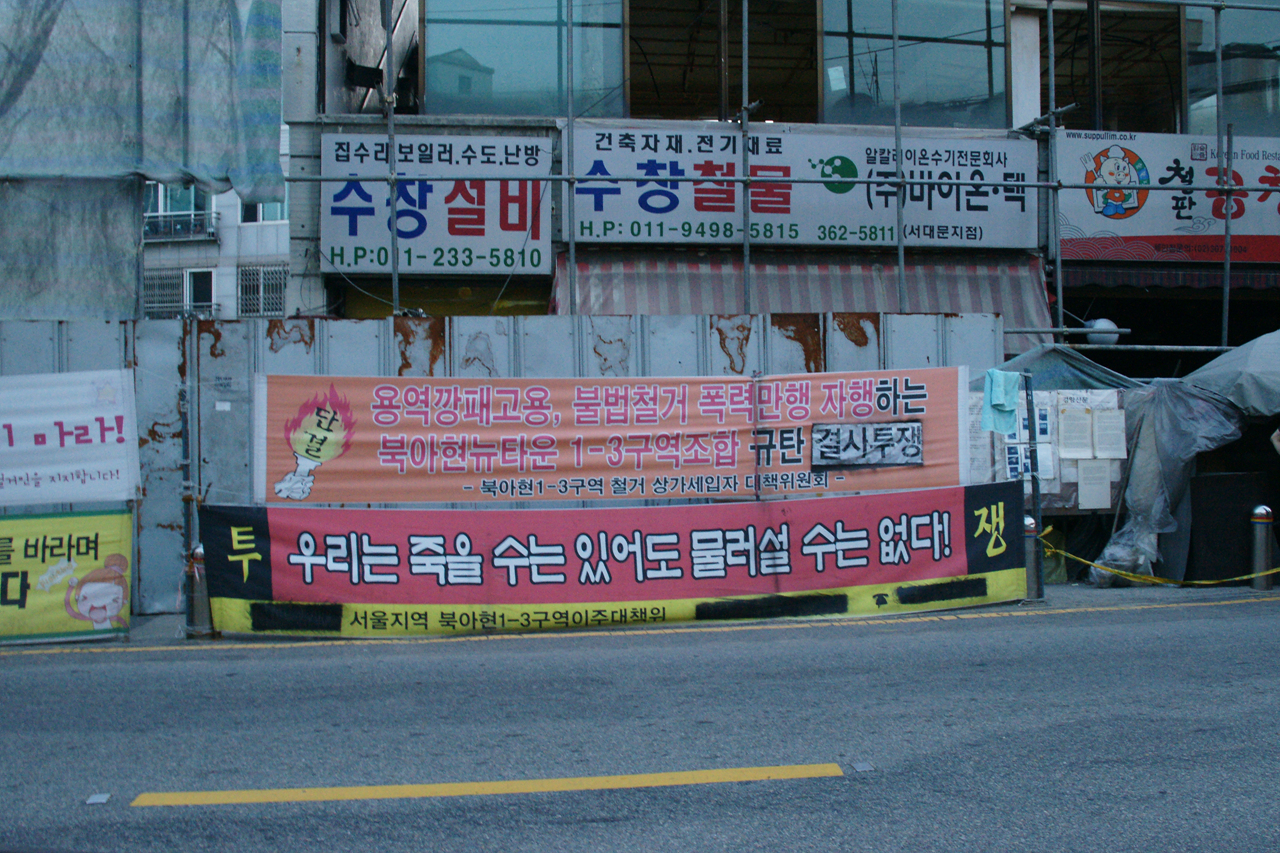 집수리.보일러.수도.난방
수창설비
H.P: 011-233-5810
건축자재.전기재료
수창철물
H.P: 011-9498-5815
알칼리이온수기전문회사
(주)바이온·텍
362-5811 (서대문지점)
www.suppullim.co.kr
Korean Food
철판
마라!
지지합니다!
를 바라며
다
단결
용역깡패고용, 불법철거 폭력만행 자행하는
북아현뉴타운 1-3구역조합 규탄 결사투쟁
- 북아현1-3구역 철거 상가세입자 대책위원회 -
투 우리는 죽을 수는 있어도 물러설 수는 없다! 쟁
서울지역 북아현1-3구역이주대책위